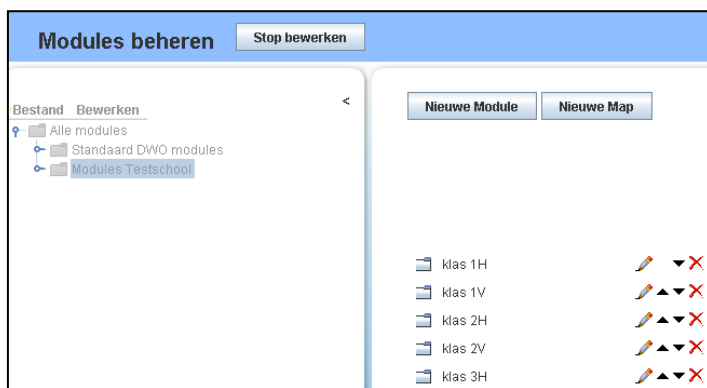 Modules beheren Stop bewerken
<
Bestand Bewerken
Alle modules
Standaard DWO modules
Modules Testschool
Nieuwe Module Nieuwe Map
klas 1H
klas 1V
klas 2H
klas 2V
klas 3H